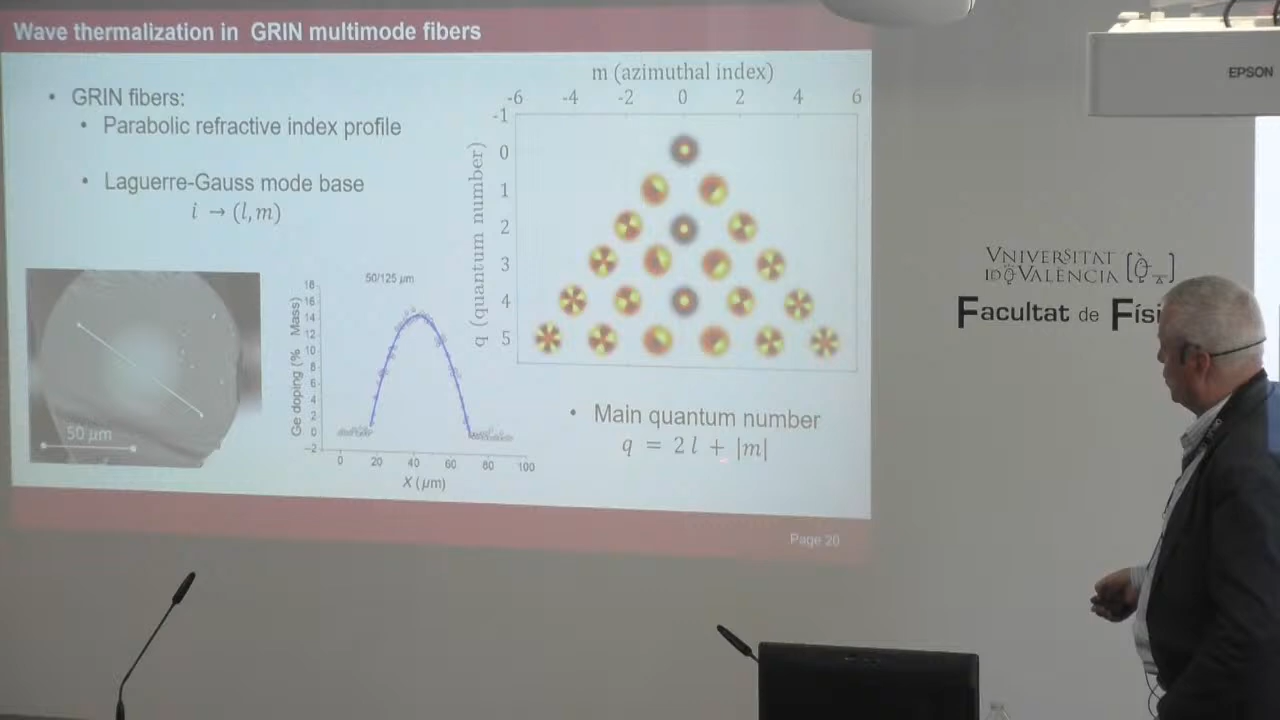 Wave thermalization in GRIN multimode fibers
• GRIN fibers:
• Parabolic refractive index profile
• Laguerre-Gauss mode base
i → (l, m)
50 μm
50/125 μm
Ge doping (% Mass)
18
16
14
12
10
8
6
4
2
0
−2
0 20 40 60 80 100
X (μm)
m (azimuthal index)
-6 -4 -2 0 2 4 6
q (quantum number)
-1
0
1
2
3
4
5
• Main quantum number
q = 2 l + |m|
Page 20
EPSON
VNIVERSITAT
ID QVALÈNCIA
Facultat de Físi